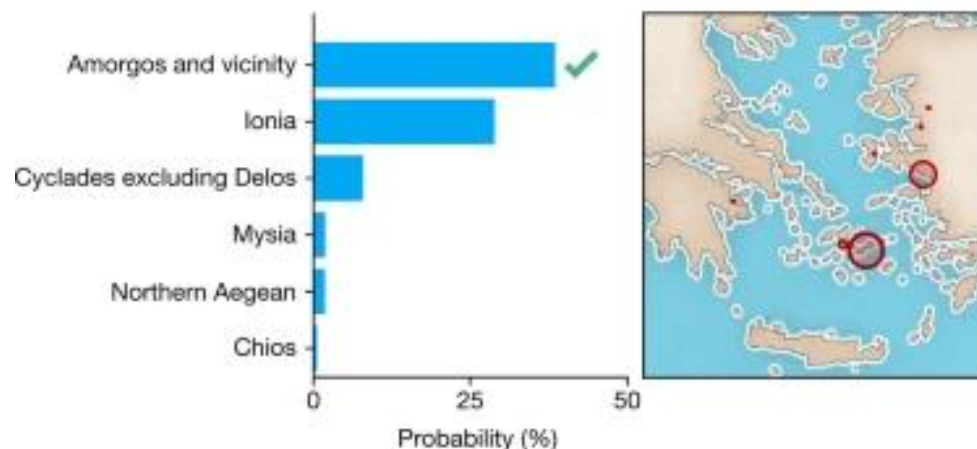 Amorgos and vicinity
Ionia
Cyclades excluding Delos
Mysia
Northern Aegean
Chios
0
25
50
Probability (%)